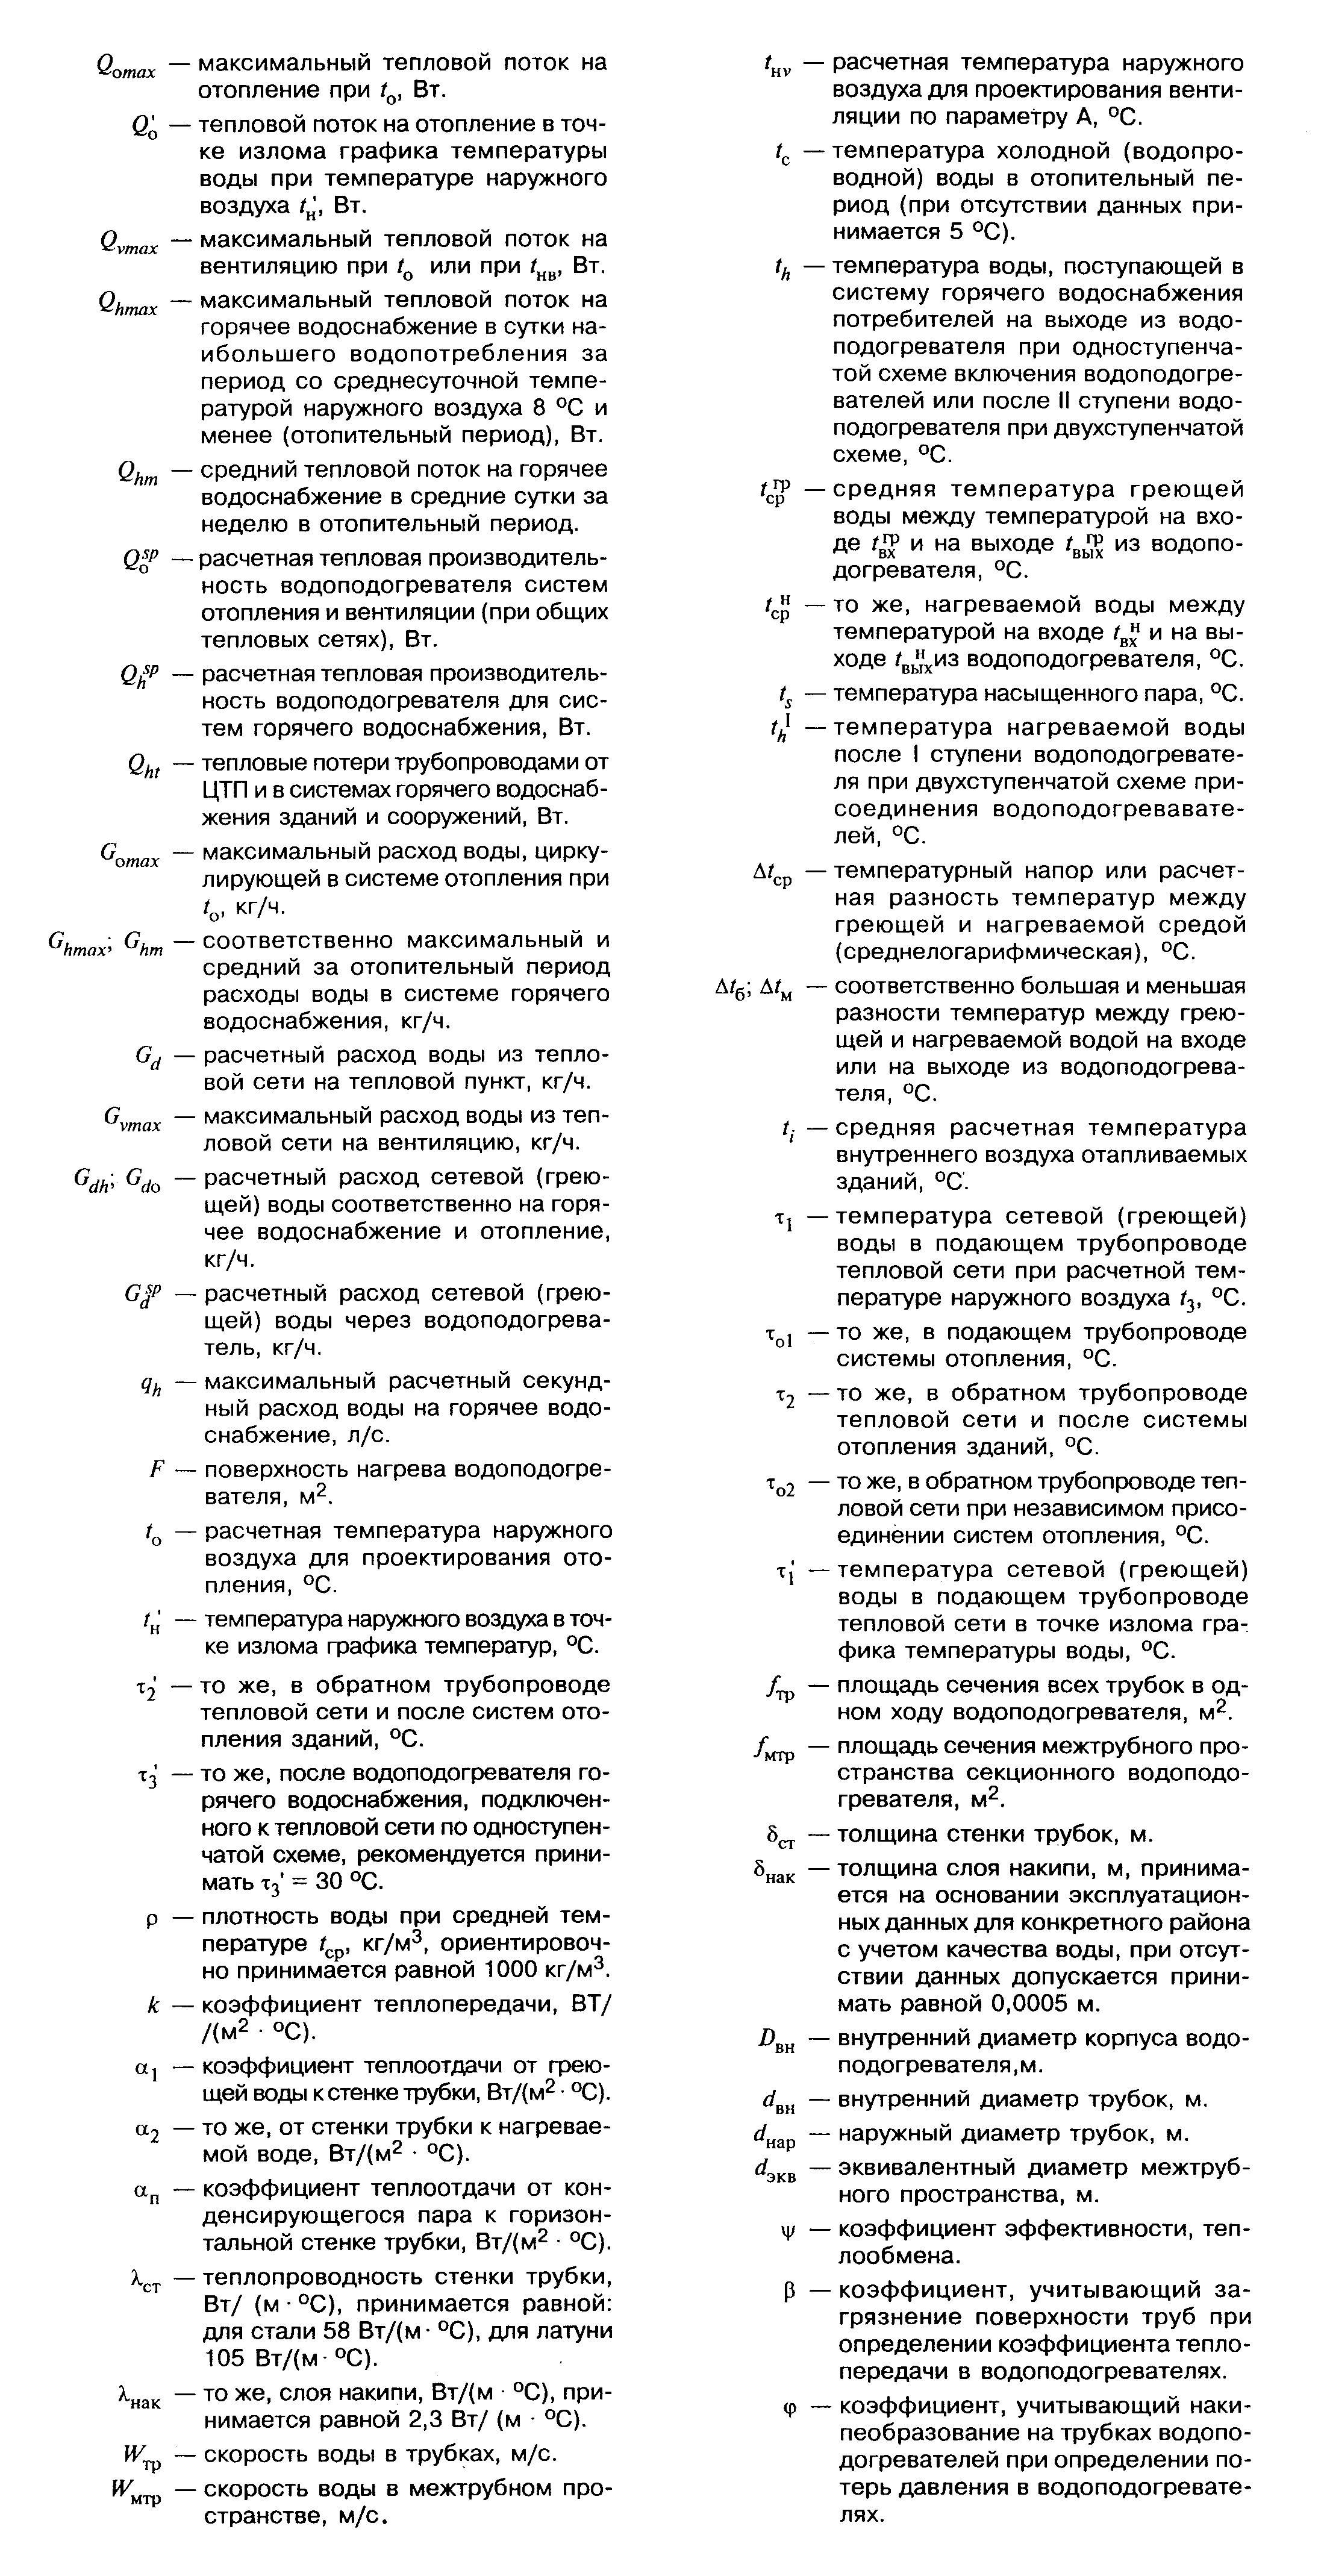 Q_оmax — максимальный тепловой поток на
отопление при t_о, Вт.
Q'_о — тепловой поток на отопление в точ-
ке излома графика температуры
воды при температуре наружного
воздуха t'_н, Вт.
Q_vmax — максимальный тепловой поток на
вентиляцию при t_о или при t_нв, Вт.
Q_hmax — максимальный тепловой поток на
горячее водоснабжение в сутки на-
ибольшего водопотребления за
период со среднесуточной темпе-
ратурой наружного воздуха 8 °С и
менее (отопительный период), Вт.
Q_hm — средний тепловой поток на горячее
водоснабжение в средние сутки за
неделю в отопительный период.
Q_о^sp — расчетная тепловая производитель-
ность водоподогревателя систем
отопления и вентиляции (при общих
тепловых сетях), Вт.
Q_h^sp — расчетная тепловая производитель-
ность водоподогревателя для сис-
тем горячего водоснабжения, Вт.
Q_ht — тепловые потери трубопроводами от
ЦТП и в системах горячего водоснаб-
жения зданий и сооружений, Вт.
G_оmax — максимальный расход воды, цирку-
лирующей в системе отопления при
t_о, кг/ч.
G_hmax; G_hm — соответственно максимальный и
средний за отопительный период
расходы воды в системе горячего
водоснабжения, кг/ч.
G_d — расчетный расход воды из тепло-
вой сети на тепловой пункт, кг/ч.
G_vmax — максимальный расход воды из теп-
ловой сети на вентиляцию, кг/ч.
G_dh; G_do — расчетный расход сетевой (грею-
щей) воды соответственно на горя-
чее водоснабжение и отопление,
кг/ч.
G_d^sp — расчетный расход сетевой (грею-
щей) воды через водоподогрева-
тель, кг/ч.
q_h — максимальный расчетный секунд-
ный расход воды на горячее водо-
снабжение, л/с.
F — поверхность нагрева водоподогре-
вателя, м².
t_о — расчетная температура наружного
воздуха для проектирования ото-
пления, °С.
t'_н — температура наружного воздуха в точ-
ке излома графика температур, °С.
τ'_2 — то же, в обратном трубопроводе
тепловой сети и после систем ото-
пления зданий, °С.
τ'_3 — то же, после водоподогревателя го-
рячего водоснабжения, подключен-
ного к тепловой сети по одноступен-
чатой схеме, рекомендуется прини-
мать τ_3' = 30 °С.
ρ — плотность воды при средней тем-
пературе t_ср, кг/м³, ориентировоч-
но принимается равной 1000 кг/м³.
k — коэффициент теплопередачи, ВТ/
/(м² · °С).
α_1 — коэффициент теплоотдачи от грею-
щей воды к стенке трубки, Вт/(м² · °С).
α_2 — то же, от стенки трубки к нагревае-
мой воде, Вт/(м² · °С).
α_п — коэффициент теплоотдачи от кон-
денсирующегося пара к горизон-
тальной стенке трубки, Вт/(м² · °С).
λ_ст — теплопроводность стенки трубки,
Вт/ (м · °С), принимается равной:
для стали 58 Вт/(м · °С), для латуни
105 Вт/(м · °С).
λ_нак — то же, слоя накипи, Вт/(м · °С), при-
нимается равной 2,3 Вт/ (м · °С).
W_тр — скорость воды в трубках, м/с.
W_мтр — скорость воды в межтрубном про-
странстве, м/с.
t_нv — расчетная температура наружного
воздуха для проектирования венти-
ляции по параметру А, °С.
t_с — температура холодной (водопро-
водной) воды в отопительный пе-
риод (при отсутствии данных при-
нимается 5 °С).
t_h — температура воды, поступающей в
систему горячего водоснабжения
потребителей на выходе из водо-
подогревателя при одноступенча-
той схеме включения водоподогре-
вателей или после II ступени водо-
подогревателя при двухступенчатой
схеме, °С.
t_ср^гр — средняя температура греющей
воды между температурой на вхо-
де t_вх^гр и на выходе t_вых^гр из водопо-
догревателя, °С.
t_ср^н — то же, нагреваемой воды между
температурой на входе t_вх^н и на вы-
ходе t_вых^н из водоподогревателя, °С.
t_s — температура насыщенного пара, °С.
t_h^I — температура нагреваемой воды
после I ступени водоподогревате-
ля при двухступенчатой схеме при-
соединения водоподогревавате-
лей, °С.
Δt_ср — температурный напор или расчет-
ная разность температур между
греющей и нагреваемой средой
(среднелогарифмическая), °С.
Δt_б; Δt_м — соответственно большая и меньшая
разности температур между грею-
щей и нагреваемой водой на входе
или на выходе из водоподогрева-
теля, °С.
t_i — средняя расчетная температура
внутреннего воздуха отапливаемых
зданий, °С.
τ_1 — температура сетевой (греющей)
воды в подающем трубопроводе
тепловой сети при расчетной тем-
пературе наружного воздуха t_3, °С.
τ_о1 — то же, в подающем трубопроводе
системы отопления, °С.
τ_2 — то же, в обратном трубопроводе
тепловой сети и после системы
отопления зданий, °С.
τ_о2 — то же, в обратном трубопроводе теп-
ловой сети при независимом присо-
единении систем отопления, °С.
τ'_1 — температура сетевой (греющей)
воды в подающем трубопроводе
тепловой сети в точке излома гра-
фика температуры воды, °С.
f_тр — площадь сечения всех трубок в од-
ном ходу водоподогревателя, м².
f_мтр — площадь сечения межтрубного про-
странства секционного водоподо-
гревателя, м².
δ_ст — толщина стенки трубок, м.
δ_нак — толщина слоя накипи, м, принима-
ется на основании эксплуатацион-
ных данных для конкретного района
с учетом качества воды, при отсут-
ствии данных допускается прини-
мать равной 0,0005 м.
D_вн — внутренний диаметр корпуса водо-
подогревателя,м.
d_вн — внутренний диаметр трубок, м.
d_нар — наружный диаметр трубок, м.
d_экв — эквивалентный диаметр межтруб-
ного пространства, м.
ψ — коэффициент эффективности, теп-
лообмена.
β — коэффициент, учитывающий за-
грязнение поверхности труб при
определении коэффициента тепло-
передачи в водоподогревателях.
φ — коэффициент, учитывающий наки-
пеобразование на трубках водопо-
догревателей при определении по-
терь давления в водоподогревате-
лях.